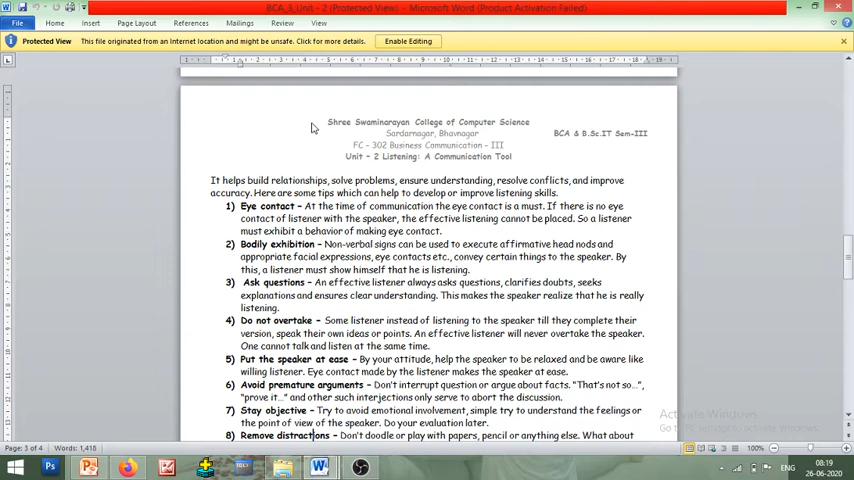 BCA_3_Unit - 2 (Protected View) - Microsoft Word (Product Activation Failed)
File Home Insert Page Layout References Mailings Review View
Protected View This file originated from an Internet location and might be unsafe. Click for more details. Enable Editing
Shree Swaminarayan College of Computer Science
Sardarnagar, Bhavnagar
BCA & B.Sc.IT Sem-III
FC - 302 Business Communication - III
Unit - 2 Listening: A Communication Tool
It helps build relationships, solve problems, ensure understanding, resolve conflicts, and improve
accuracy. Here are some tips which can help to develop or improve listening skills.
1) Eye contact – At the time of communication the eye contact is a must. If there is no eye
contact of listener with the speaker, the effective listening cannot be placed. So a listener
must exhibit a behavior of making eye contact.
2) Bodily exhibition – Non-verbal signs can be used to execute affirmative head nods and
appropriate facial expressions, eye contacts etc., convey certain things to the speaker. By
this, a listener must show himself that he is listening.
3) Ask questions – An effective listener always asks questions, clarifies doubts, seeks
explanations and ensures clear understanding. This makes the speaker realize that he is really
listening.
4) Do not overtake – Some listener instead of listening to the speaker till they complete their
version, speak their own ideas or points. An effective listener will never overtake the speaker.
One cannot talk and listen at the same time.
5) Put the speaker at ease – By your attitude, help the speaker to be relaxed and be aware like
willing listener. Eye contact made by the listener makes the speaker at ease.
6) Avoid premature arguments – Don't interrupt question or argue about facts. "That's not so…",
"prove it…" and other such interjections only serve to abort the discussion.
7) Stay objective – Try to avoid emotional involvement, simple try to understand the feelings or
the point of view of the speaker. Do your evaluation later.
8) Remove distractions – Don't doodle or play with papers, pencil or anything else. What about
Activate Windows
Go to PC settings to activate Windows.
Page: 3 of 4 Words: 1,418
100%
ENG
08:19
26-06-2020